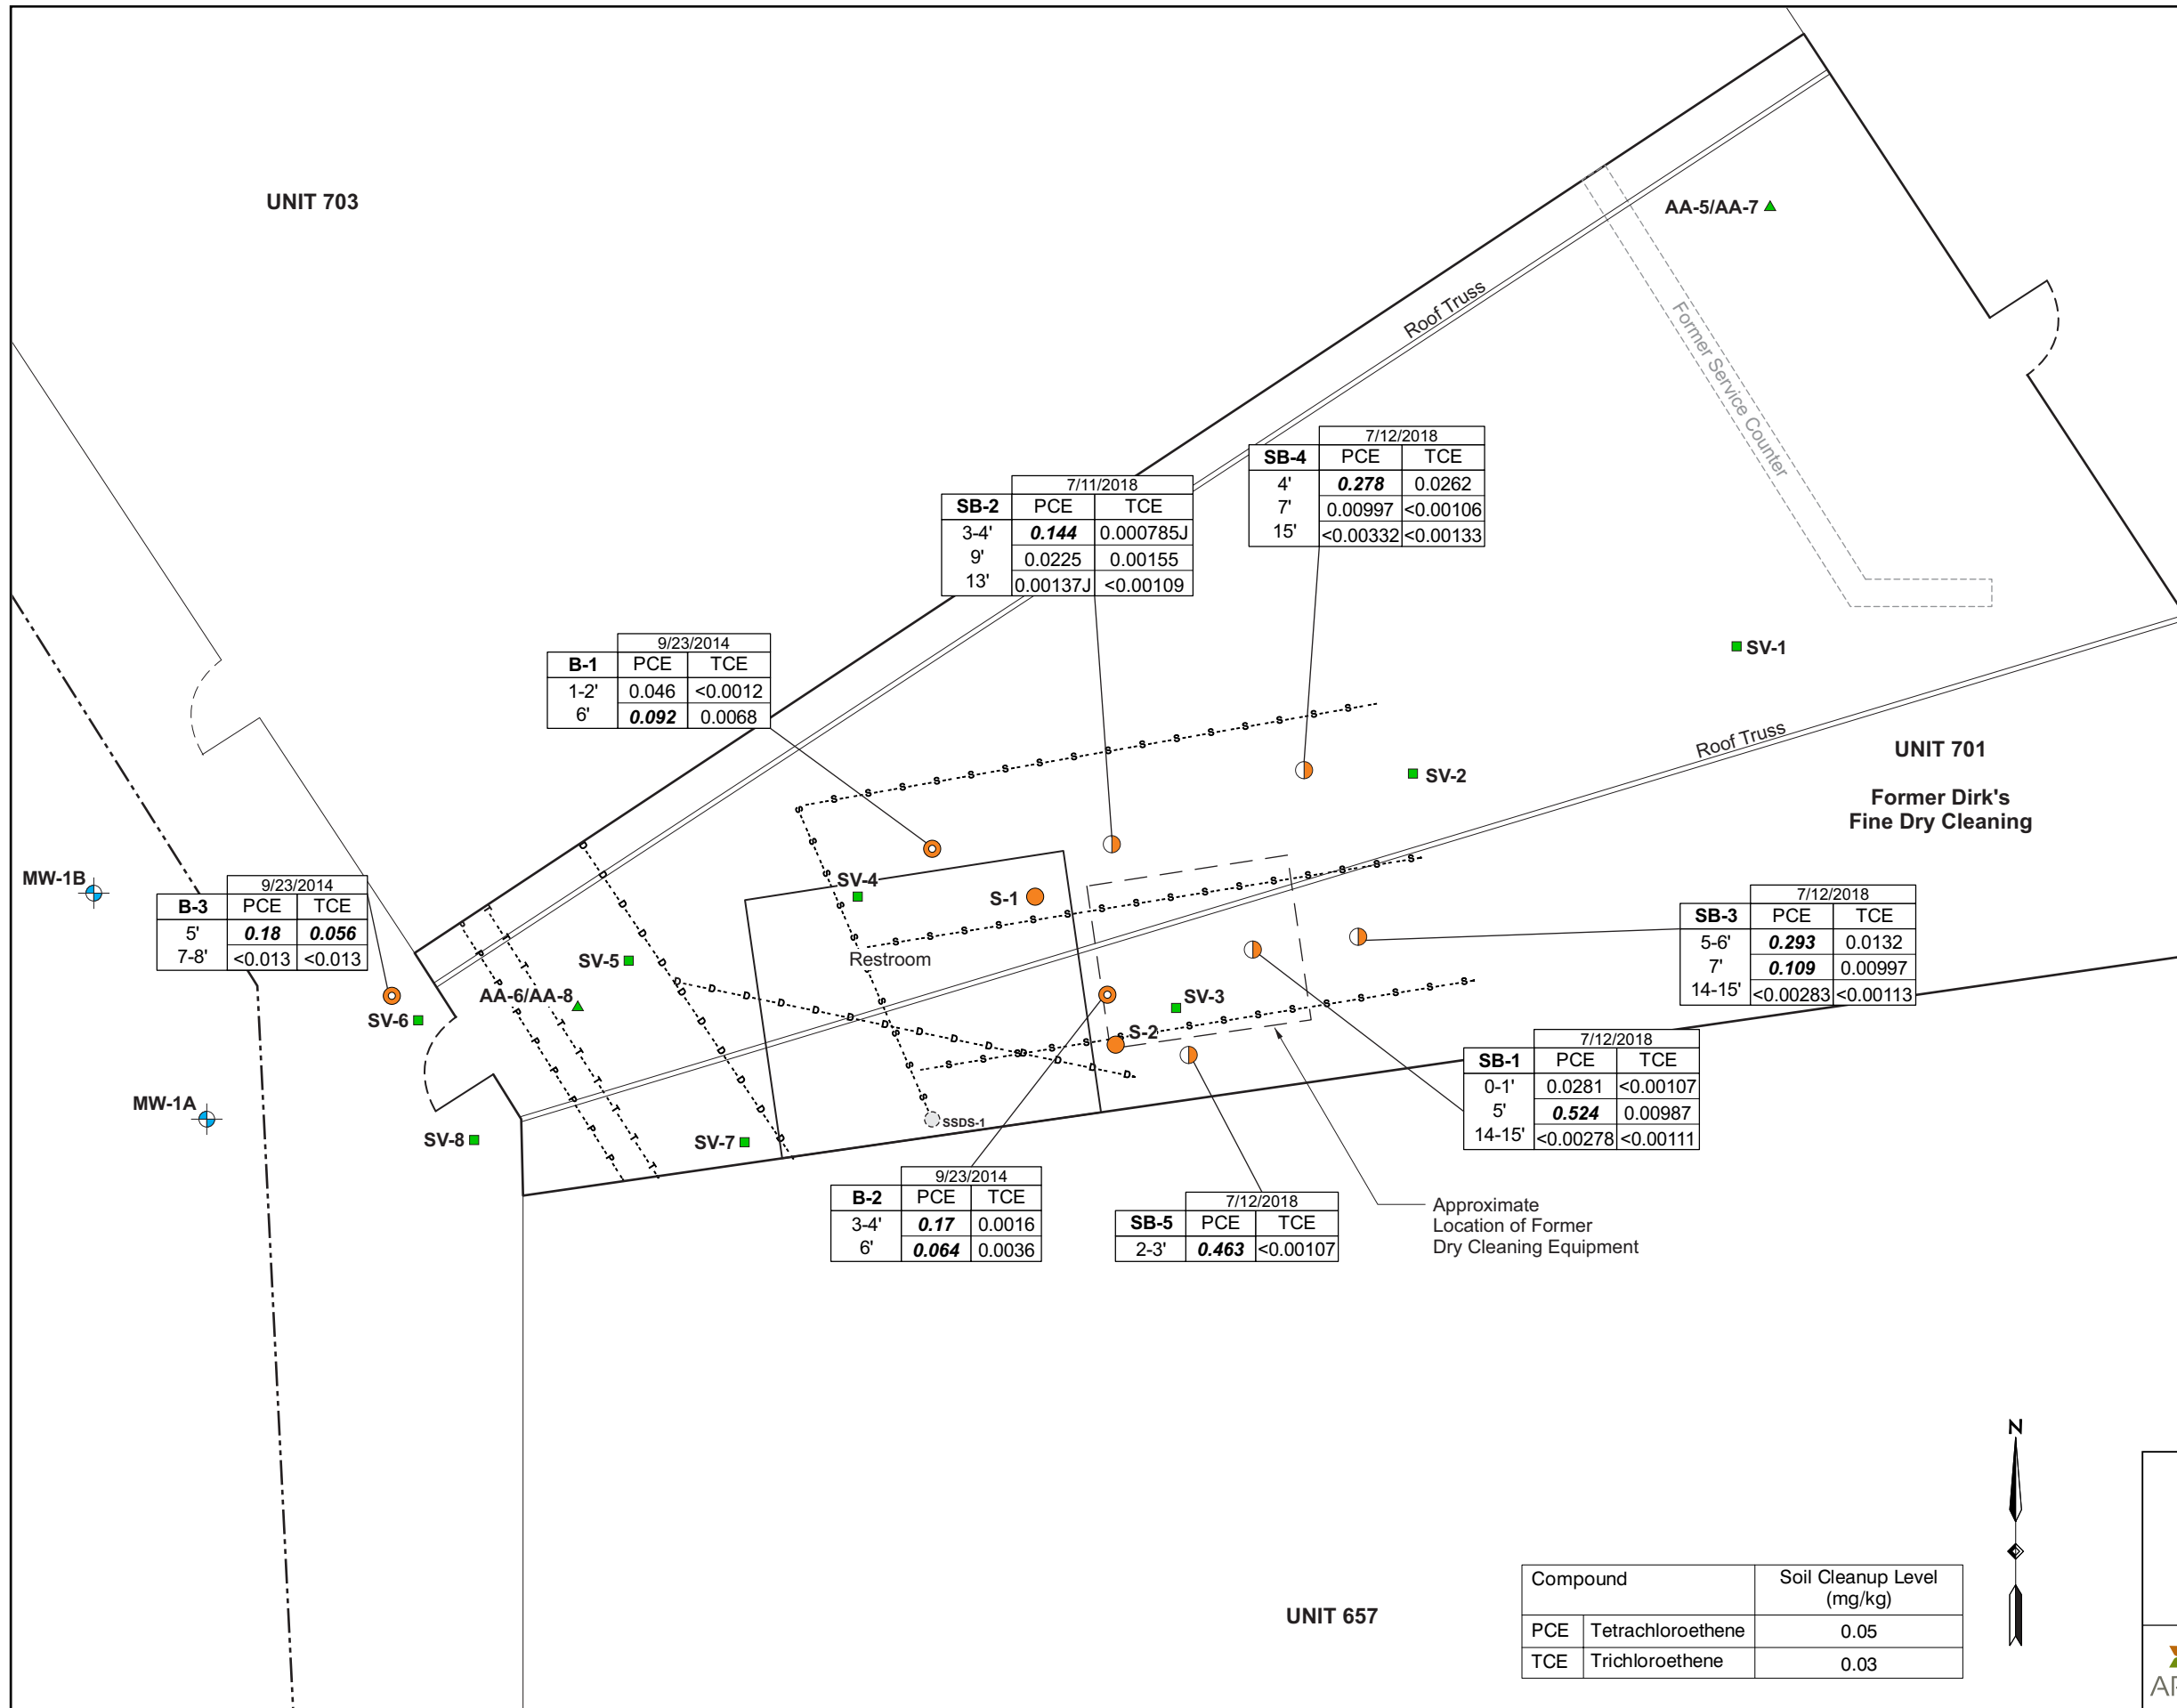 UNIT 703
AA-5/AA-7
Roof Truss
Former Service Counter
7/12/2018
SB-4 PCE TCE
4' 0.278 0.0262
7' 0.00997 <0.00106
15' <0.00332 <0.00133
7/11/2018
SB-2 PCE TCE
3-4' 0.144 0.000785J
9' 0.0225 0.00155
13' 0.00137J <0.00109
9/23/2014
B-1 PCE TCE
1-2' 0.046 <0.0012
6' 0.092 0.0068
SV-1
Roof Truss
UNIT 701
Former Dirk's
Fine Dry Cleaning
SV-2
MW-1B
9/23/2014
B-3 PCE TCE
5' 0.18 0.056
7-8' <0.013 <0.013
SV-4
S-1
Restroom
SV-5
AA-6/AA-8
SV-6
SV-3
S-2
7/12/2018
SB-3 PCE TCE
5-6' 0.293 0.0132
7' 0.109 0.00997
14-15' <0.00283 <0.00113
7/12/2018
SB-1 PCE TCE
0-1' 0.0281 <0.00107
5' 0.524 0.00987
14-15' <0.00278 <0.00111
MW-1A
SV-8
SV-7
SSDS-1
9/23/2014
B-2 PCE TCE
3-4' 0.17 0.0016
6' 0.064 0.0036
7/12/2018
SB-5 PCE TCE
2-3' 0.463 <0.00107
Approximate
Location of Former
Dry Cleaning Equipment
N
UNIT 657
Compound Soil Cleanup Level
(mg/kg)
PCE Tetrachloroethene 0.05
TCE Trichloroethene 0.03